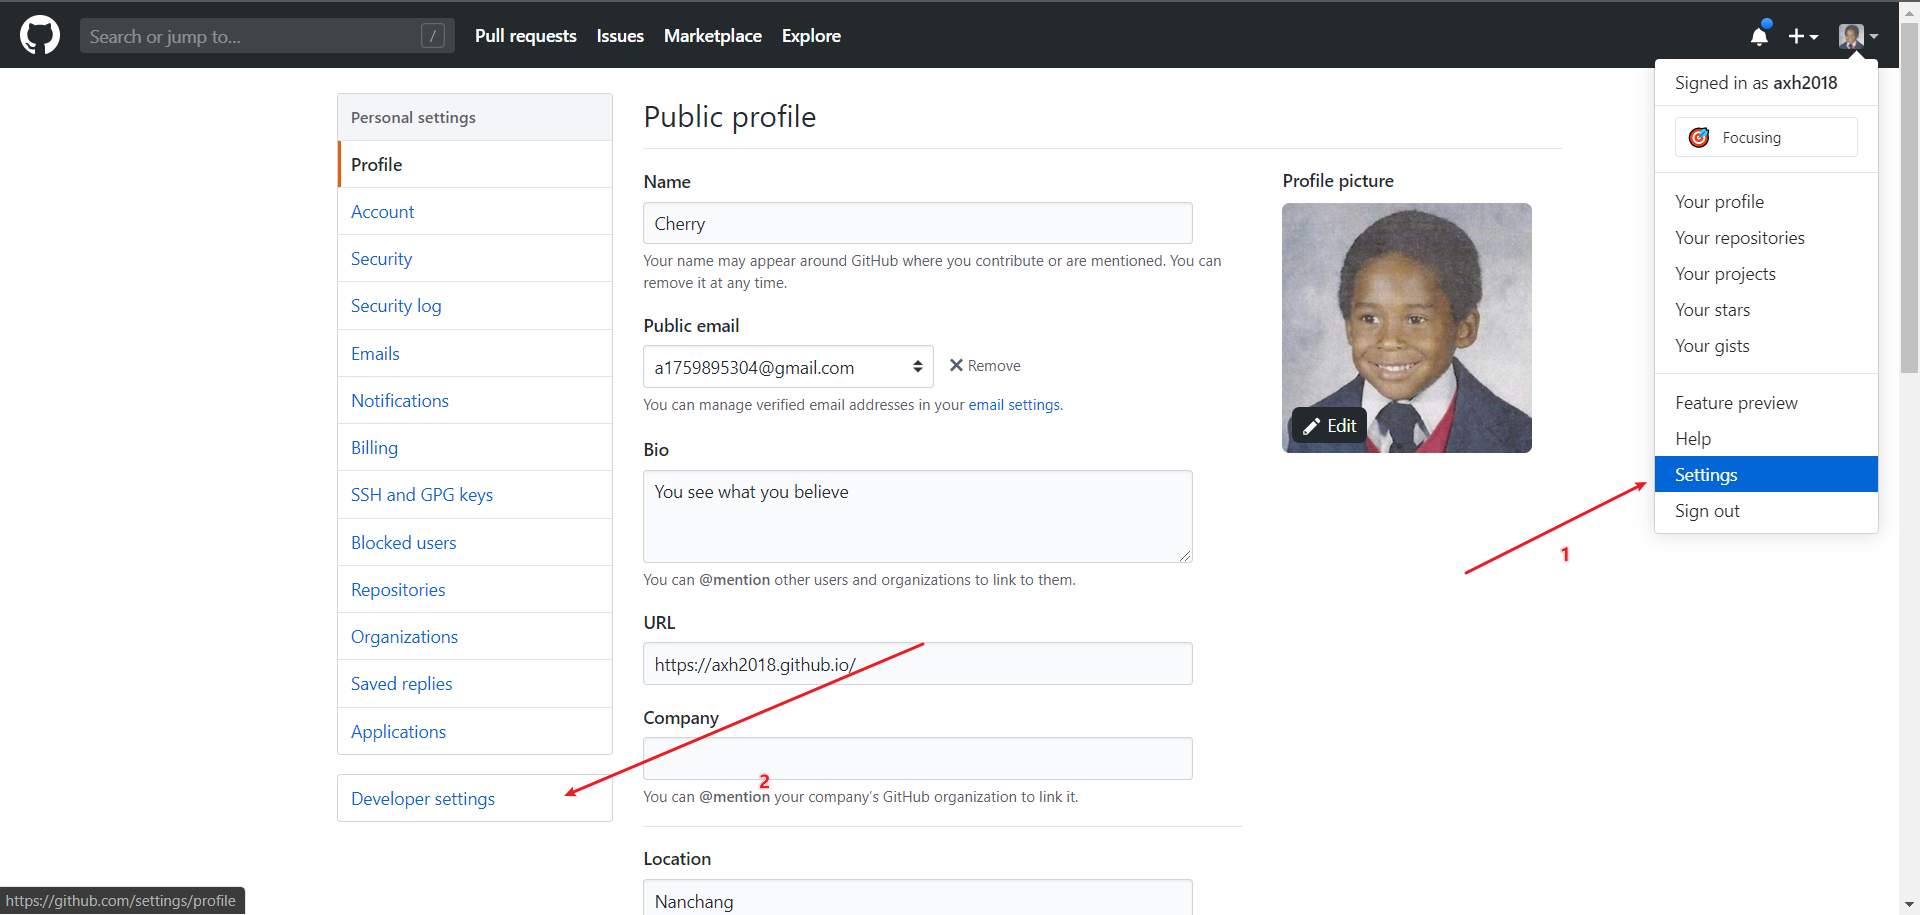 Search or jump to...
/
Pull requests
Issues
Marketplace
Explore
Signed in as axh2018
Focusing
Your profile
Your repositories
Your projects
Your stars
Your gists
Feature preview
Help
Settings
Sign out
1
Personal settings
Profile
Account
Security
Security log
Emails
Notifications
Billing
SSH and GPG keys
Blocked users
Repositories
Organizations
Saved replies
Applications
Developer settings
Public profile
Name
Cherry
Your name may appear around GitHub where you contribute or are mentioned. You can
remove it at any time.
Public email
a1759895304@gmail.com
Remove
You can manage verified email addresses in your email settings.
Bio
You see what you believe
You can @mention other users and organizations to link to them.
URL
https://axh2018.github.io/
Company
2
You can @mention your company's GitHub organization to link it.
Location
Nanchang
Profile picture
Edit
https://github.com/settings/profile